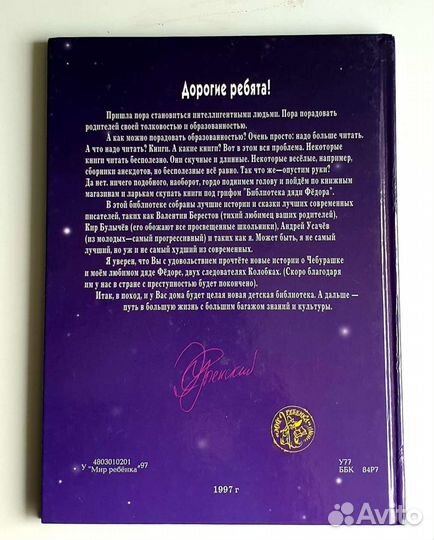 Дорогие ребята!
Пришла пора становиться интеллигентными людьми. Пора порадовать
родителей своей толковостью и образованностью.
А как можно порадовать образованностью? Очень просто: надо больше читать.
А что надо читать? Книги. А какие книги? Вот в этом вся проблема. Некоторые
книги читать бесполезно. Они скучные и длинные. Некоторые весёлые, например,
сборники анекдотов, но бесполезные всё равно. Так что же—опустим руки?
Да нет. ничего подобного, наоборот, гордо поднимем голову и пойдём по книжным
магазинам и ларькам скупать книги под грифом "Библиотека дяди Фёдора".
В этой библиотеке собраны лучшие истории и сказки лучших современных
писателей, таких как Валентин Берестов (тихий любимец ваших родителей),
Кир Булычёв (его обожают все просвещенные школьники), Андрей Усачёв
(из молодых—самый прогрессивный) и таких как я. Может быть, я не самый
лучший, но уж и не самый худший из современных.
Я уверен, что Вы с удовольствием прочтёте новые истории о Чебурашке
и моём любимом дяде Фёдоре, двух следователях Колобках. (Скоро благодаря
им у нас в стране с преступностью будет покончено).
Итак, в поход, и у Вас дома будет целая новая детская библиотека. А дальше —
путь в большую жизнь с большим багажом знаний и культуры.
Успенский
4803010201
У "Мир ребёнка" 97
У77
ББК 84Р7
1997 г
Avito